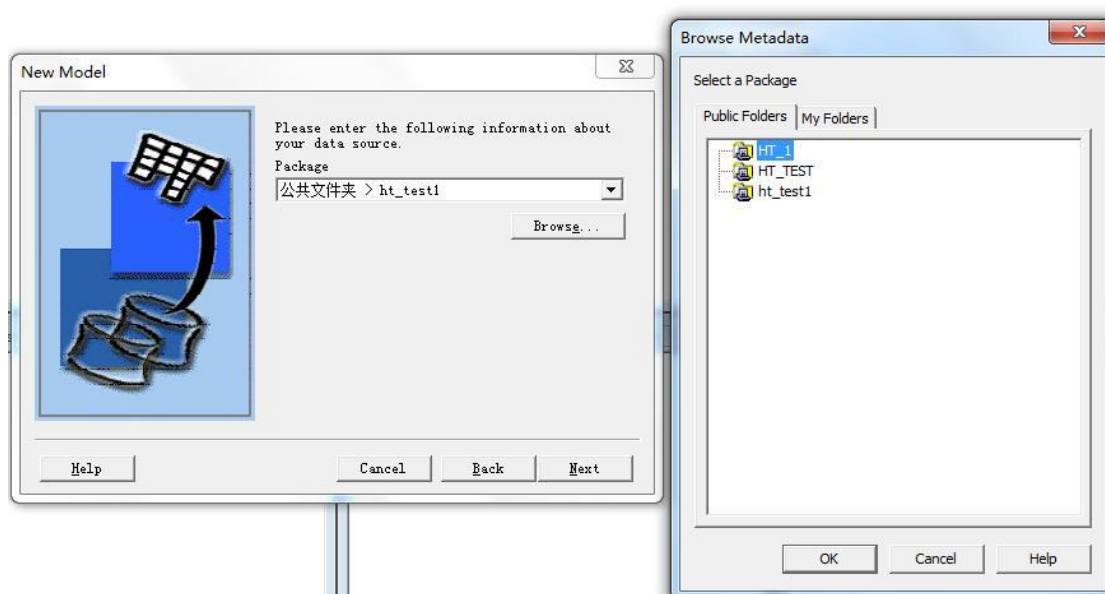 New Model
Please enter the following information about
your data source.
Package
公共文件夹 > ht_test1
Browse...
Help
Cancel
Back
Next
Browse Metadata
Select a Package
Public Folders
My Folders
HT_1
HT_TEST
ht_test1
OK
Cancel
Help